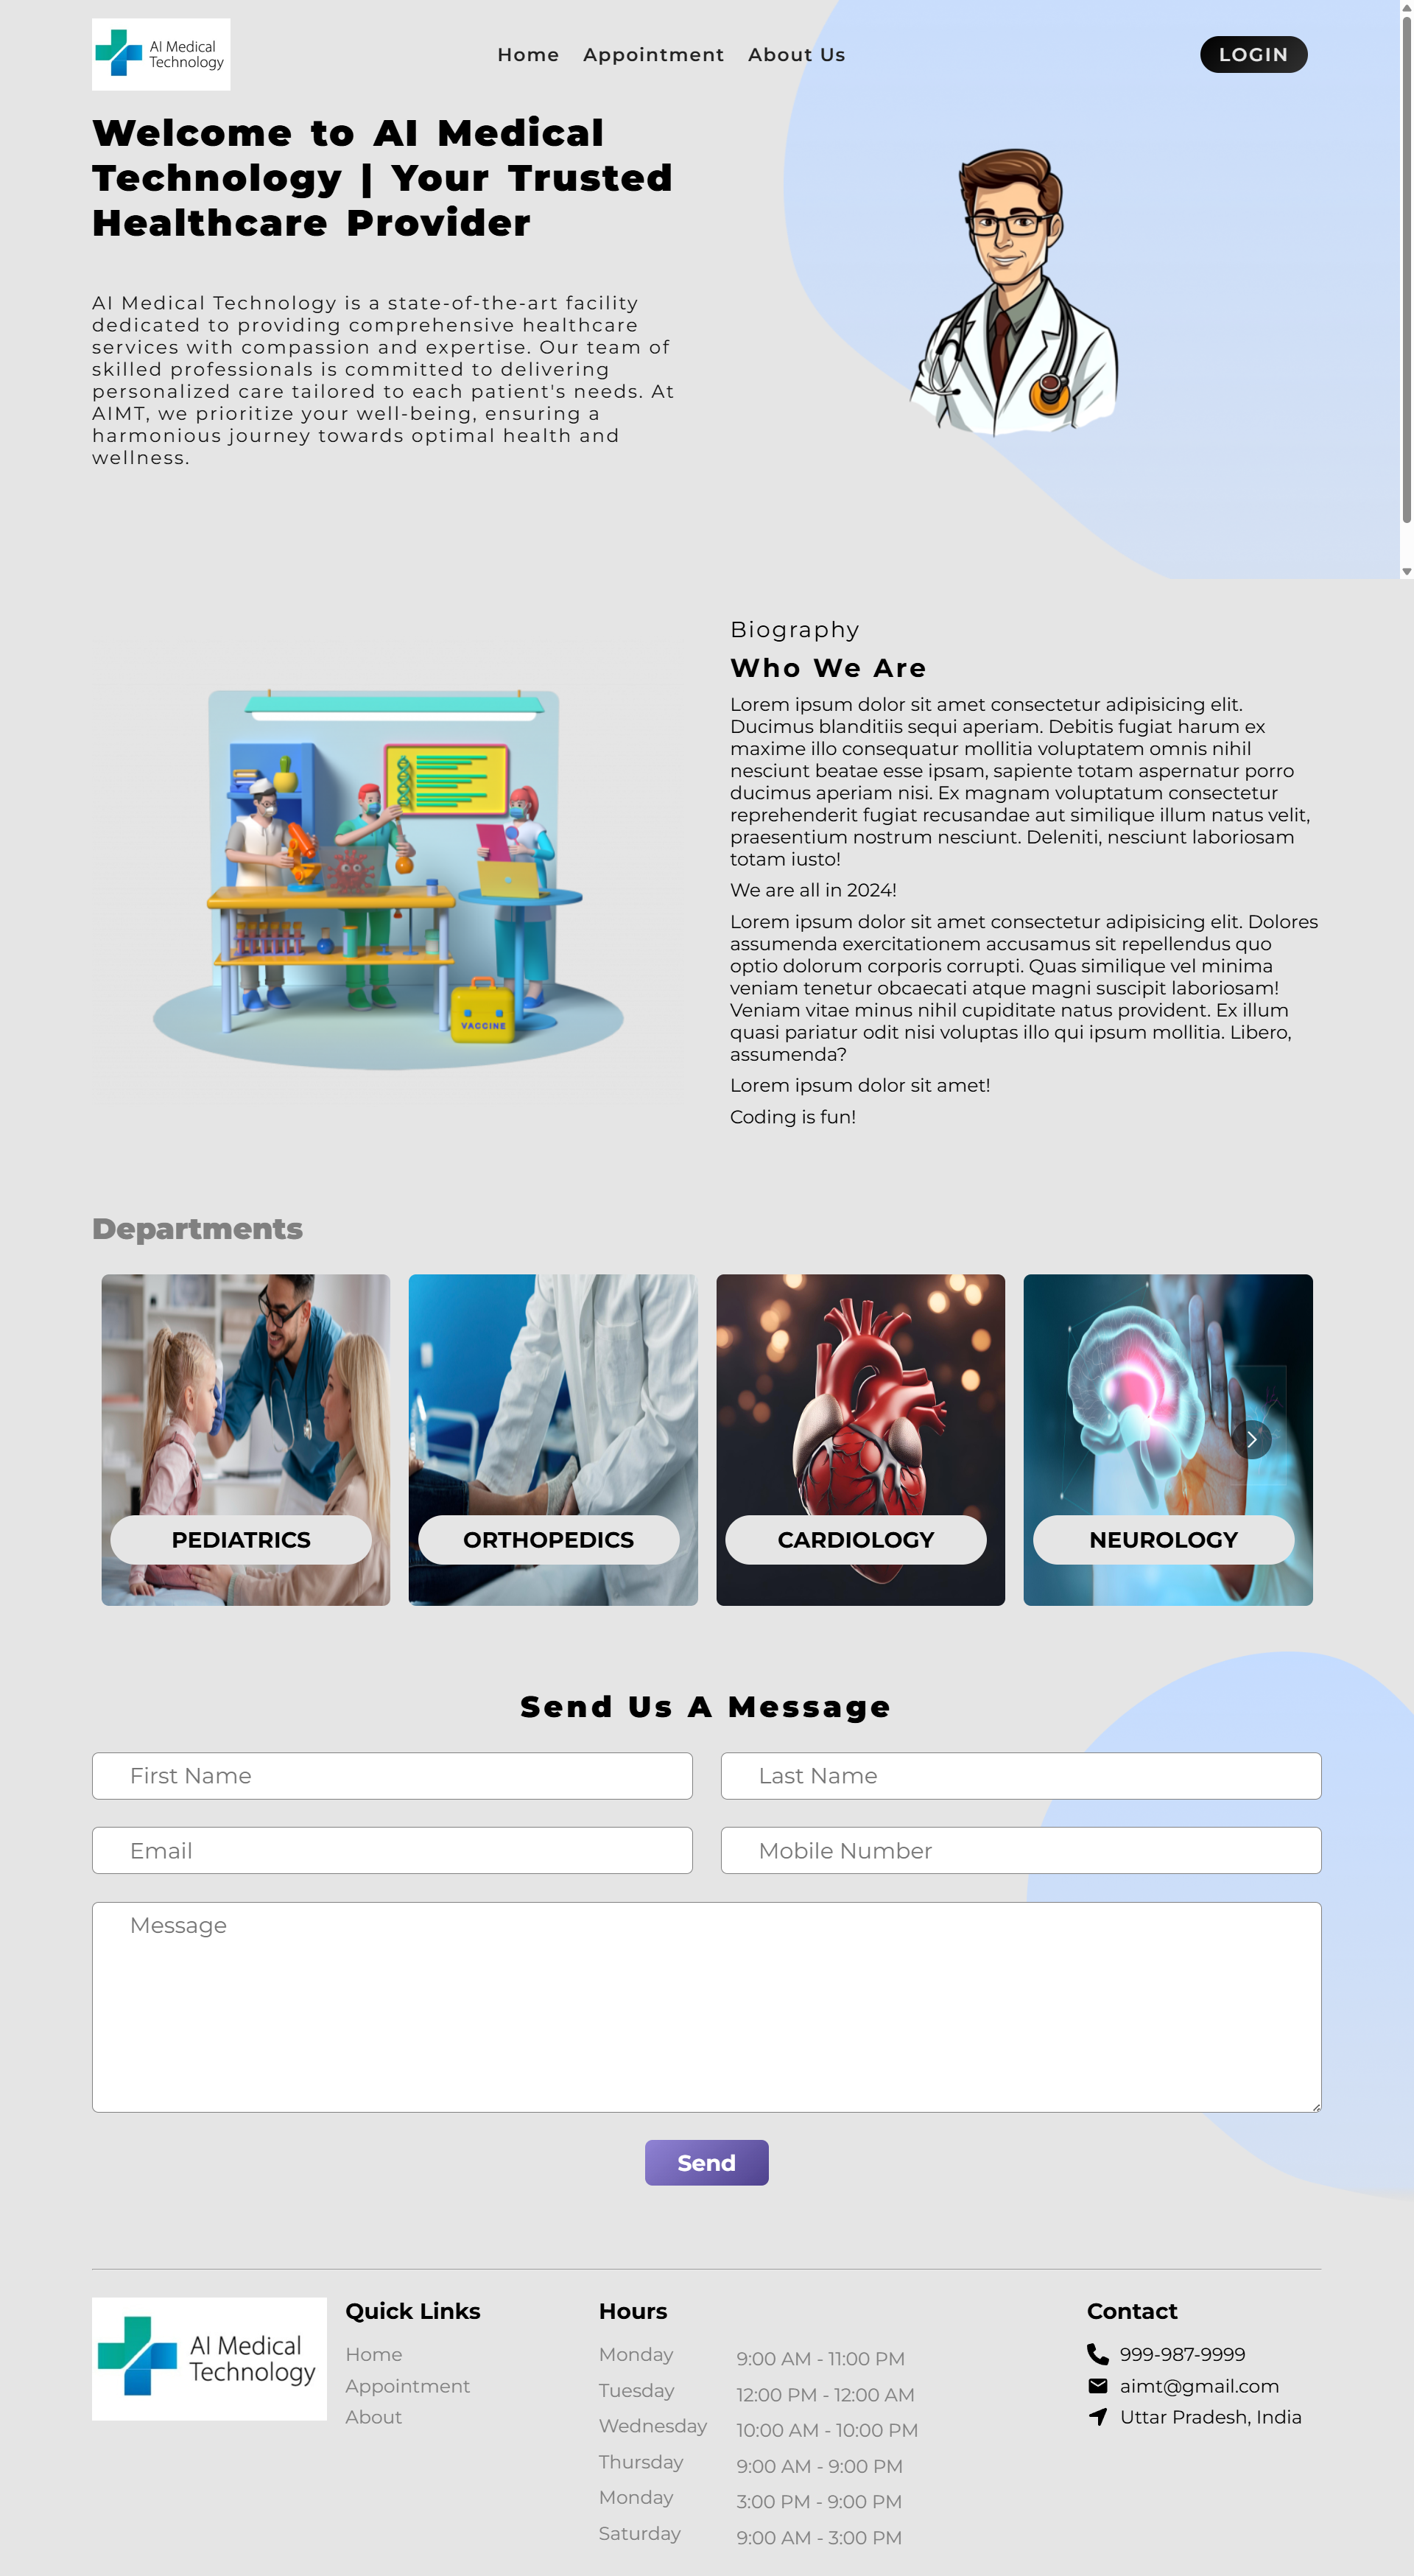 AI Medical
Technology
Home Appointment About Us
LOGIN
Welcome to AI Medical
Technology | Your Trusted
Healthcare Provider
AI Medical Technology is a state-of-the-art facility
dedicated to providing comprehensive healthcare
services with compassion and expertise. Our team of
skilled professionals is committed to delivering
personalized care tailored to each patient's needs. At
AIMT, we prioritize your well-being, ensuring a
harmonious journey towards optimal health and
wellness.
VACCINE
Biography
Who We Are
Lorem ipsum dolor sit amet consectetur adipisicing elit.
Ducimus blanditiis sequi aperiam. Debitis fugiat harum ex
maxime illo consequatur mollitia voluptatem omnis nihil
nesciunt beatae esse ipsam, sapiente totam aspernatur porro
ducimus aperiam nisi. Ex magnam voluptatum consectetur
reprehenderit fugiat recusandae aut similique illum natus velit,
praesentium nostrum nesciunt. Deleniti, nesciunt laboriosam
totam iusto!
We are all in 2024!
Lorem ipsum dolor sit amet consectetur adipisicing elit. Dolores
assumenda exercitationem accusamus sit repellendus quo
optio dolorum corporis corrupti. Quas similique vel minima
veniam tenetur obcaecati atque magni suscipit laboriosam!
Veniam vitae minus nihil cupiditate natus provident. Ex illum
quasi pariatur odit nisi voluptas illo qui ipsum mollitia. Libero,
assumenda?
Lorem ipsum dolor sit amet!
Coding is fun!
Departments
PEDIATRICS
ORTHOPEDICS
CARDIOLOGY
NEUROLOGY
Send Us A Message
First Name
Last Name
Email
Mobile Number
Message
Send
AI Medical
Technology
Quick Links
Home
Appointment
About
Hours
Monday 9:00 AM - 11:00 PM
Tuesday 12:00 PM - 12:00 AM
Wednesday 10:00 AM - 10:00 PM
Thursday 9:00 AM - 9:00 PM
Monday 3:00 PM - 9:00 PM
Saturday 9:00 AM - 3:00 PM
Contact
999-987-9999
aimt@gmail.com
Uttar Pradesh, India